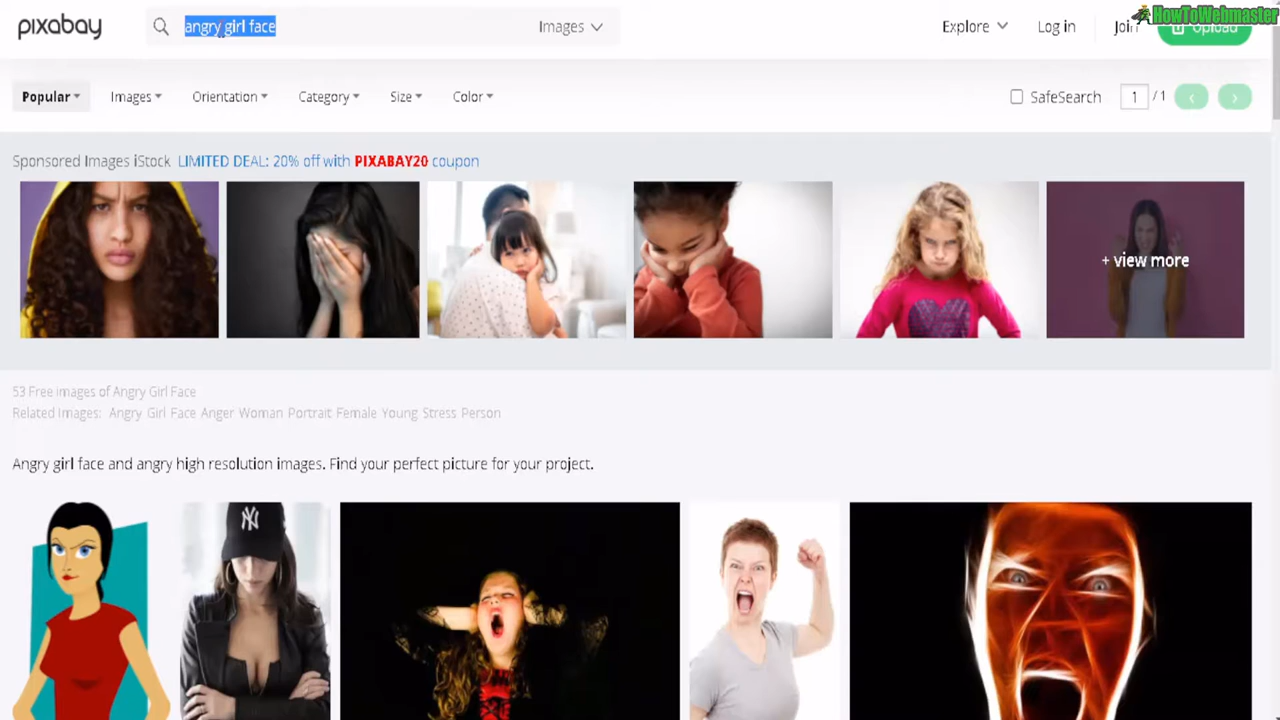 pixabay
angry girl face
Images
Explore
Log in
Join
Upload
HowToWebmaster
Popular
Images
Orientation
Category
Size
Color
SafeSearch
1 / 1
Sponsored Images iStock LIMITED DEAL: 20% off with PIXABAY20 coupon
+ view more
53 Free images of Angry Girl Face
Related Images: Angry Girl Face Anger Woman Portrait Female Young Stress Person
Angry girl face and angry high resolution images. Find your perfect picture for your project.
NY